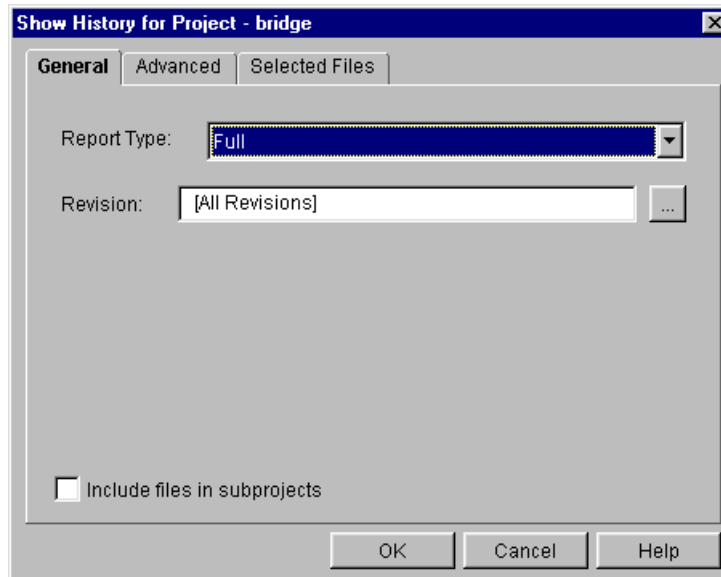 Show History for Project - bridge
General Advanced Selected Files
Report Type: Full
Revision: [All Revisions] ...
Include files in subprojects
OK Cancel Help